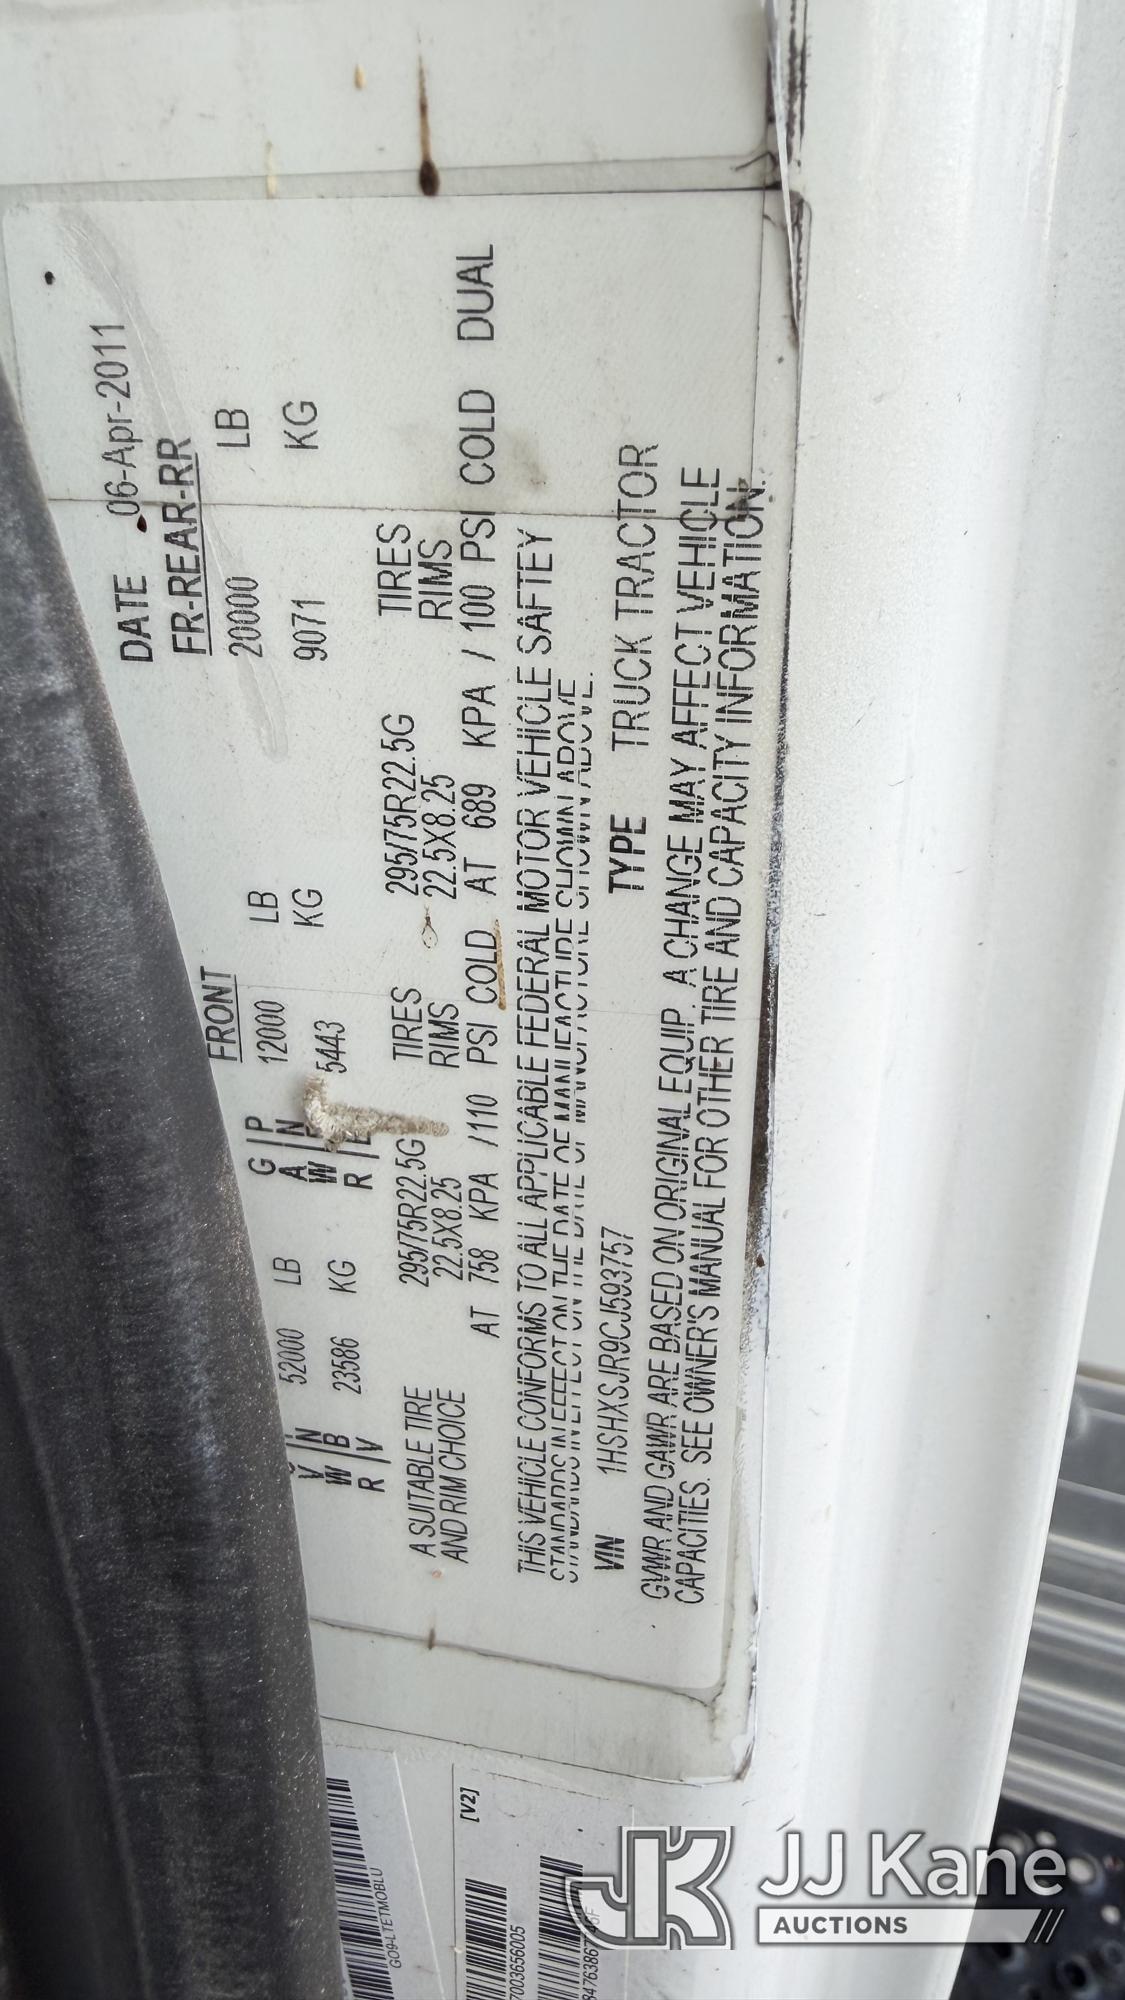 DATE 06-Apr-2011
FRONT FR-REAR-RR
G/P 12000 LB 20000 LB
V/N 52000 LB A/N
W B 23586 KG W/ 5443 KG 9071 KG
R/V R/E
A SUITABLE TIRE 295/75R22.5G TIRES 295/75R22.5G TIRES
AND RIM CHOICE 22.5X8.25 RIMS 22.5X8.25 RIMS
AT 758 KPA /110 PSI COLD AT 689 KPA / 100 PSI COLD DUAL
THIS VEHICLE CONFORMS TO ALL APPLICABLE FEDERAL MOTOR VEHICLE SAFTEY
STANDARDS IN EFFECT ON THE DATE OF MANUFACTURE SHOWN ABOVE.
VIN 1HSHXSJR9CJ593757 TYPE TRUCK TRACTOR
GVWR AND GAWR ARE BASED ON ORIGINAL EQUIP . A CHANGE MAY AFFECT VEHICLE
CAPACITIES. SEE OWNER'S MANUAL FOR OTHER TIRE AND CAPACITY INFORMATION.
GO9-LTETMOBLU
[V2]
7003656005
JJ Kane
AUCTIONS